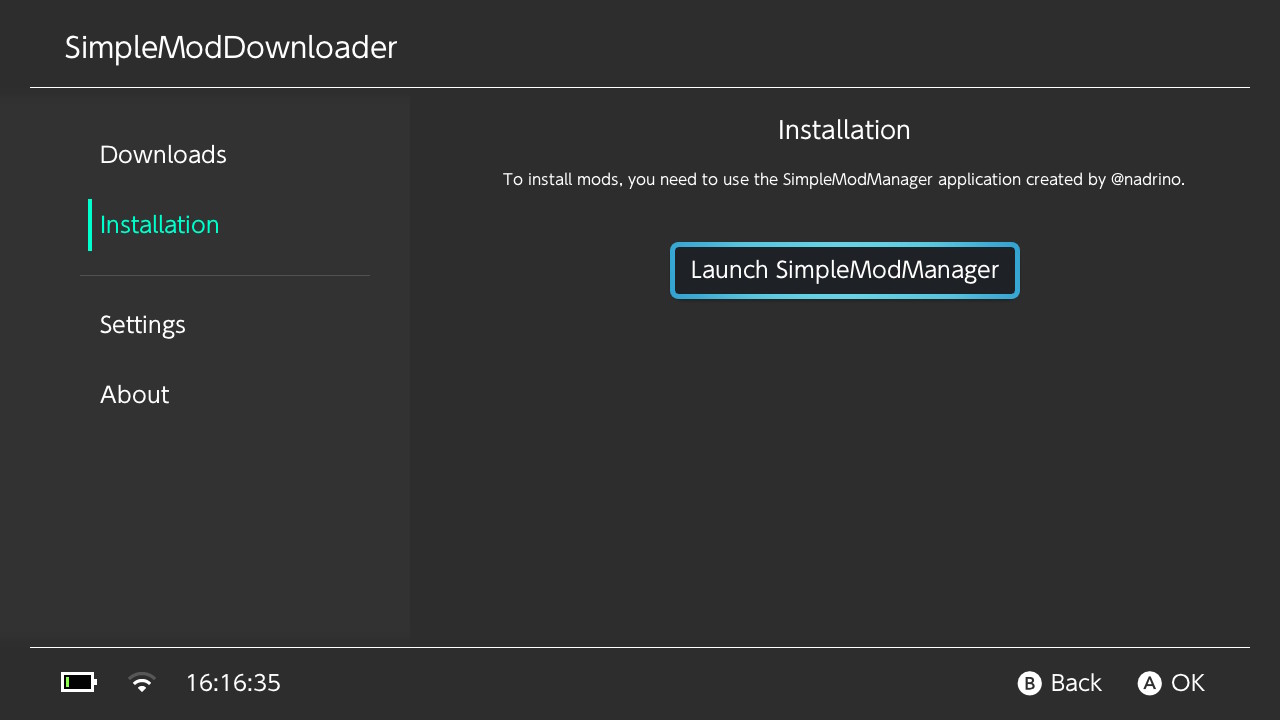 SimpleModDownloader
Downloads
Installation
Settings
About
Installation
To install mods, you need to use the SimpleModManager application created by @nadrino.
Launch SimpleModManager
16:16:35
B Back
A OK